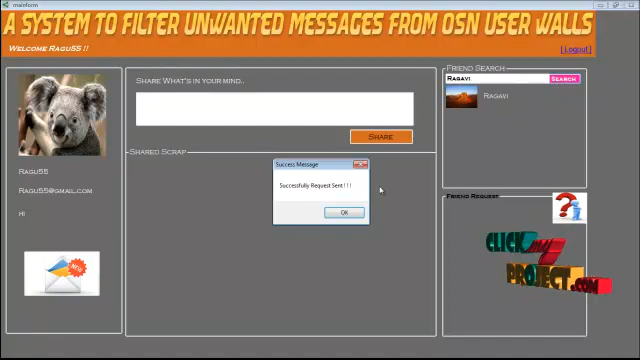 mainform
A SYSTEM TO FILTER UNWANTED MESSAGES FROM OSN USER WALLS
Welcome Ragu55 !!
[Logout]
Share What's in your mind..
Share
Shared Scrap
Ragu55
Ragu55@gmail.com
Hi
NEW
Friend Search
Ragavi
Search
Ragavi
Friend Request
Success Message
Successfully Request Sent ! ! !
OK
CLICK my
PROJECT.COM